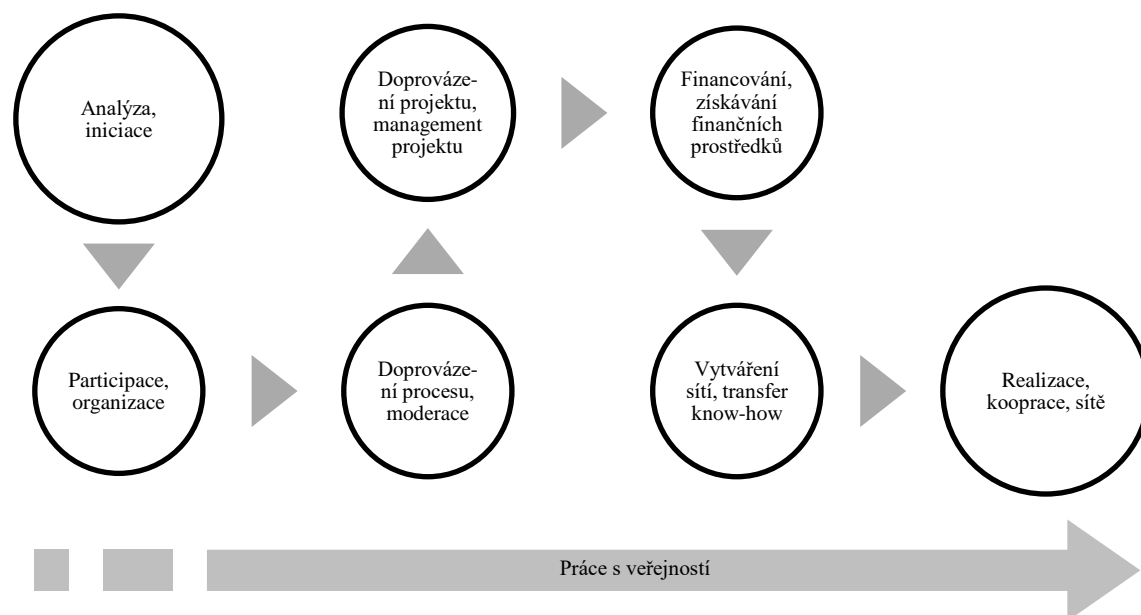 Analýza,
iniciace
Participace,
organizace
Doprováze-
ní procesu,
moderace
Doprováze-
ní projektu,
management
projektu
Financování,
získávání
finančních
prostředků
Vytváření
sítí, transfer
know-how
Realizace,
kooprace, sítě
Práce s veřejností